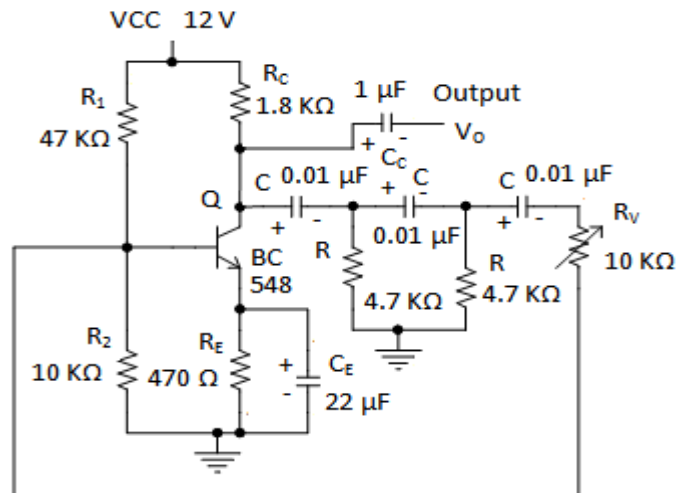 VCC 12 V
R1
47 KΩ
RC
1.8 KΩ
1 µF
Output
+ -
VO
CC
Q
C 0.01 µF
+ -
+ C
-
0.01 µF
C 0.01 µF
+ -
RV
10 KΩ
BC
548
R
4.7 KΩ
R
4.7 KΩ
R2
10 KΩ
RE
470 Ω
+
-
CE
22 µF